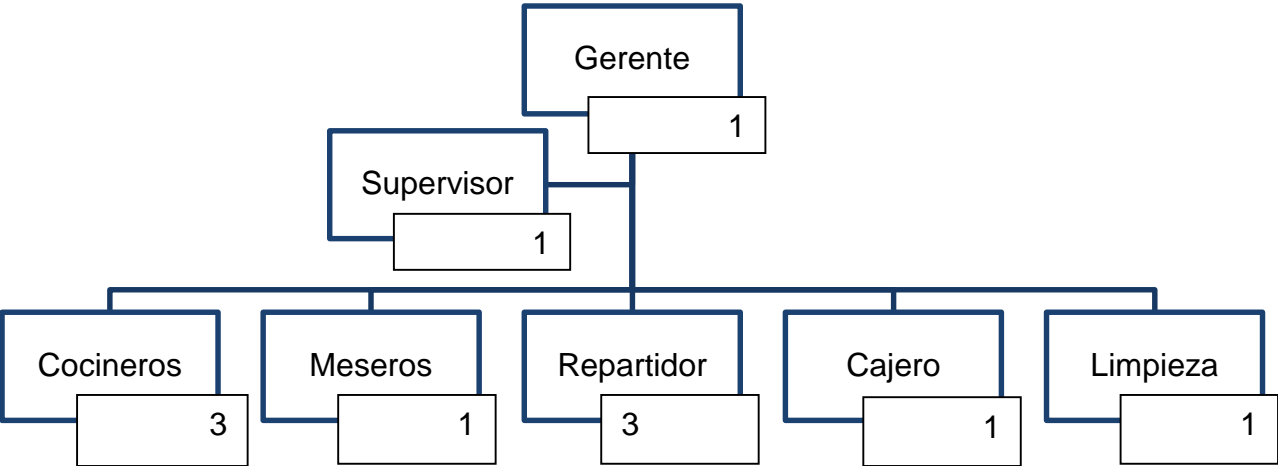 Gerente
1
Supervisor
1
Cocineros
3
Meseros
1
Repartidor
3
Cajero
1
Limpieza
1